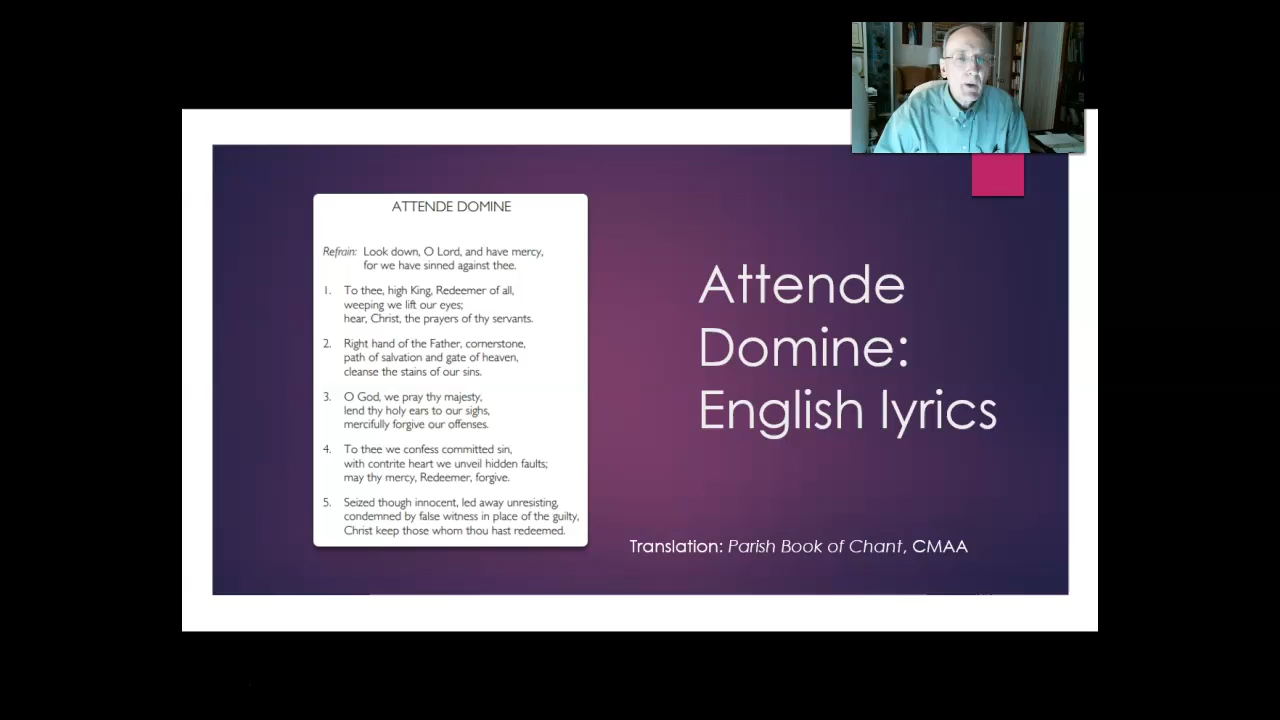 ATTENDE DOMINE
Refrain: Look down, O Lord, and have mercy,
for we have sinned against thee.
1. To thee, high King, Redeemer of all,
weeping we lift our eyes;
hear, Christ, the prayers of thy servants.
2. Right hand of the Father, cornerstone,
path of salvation and gate of heaven,
cleanse the stains of our sins.
3. O God, we pray thy majesty,
lend thy holy ears to our sighs,
mercifully forgive our offenses.
4. To thee we confess committed sin,
with contrite heart we unveil hidden faults;
may thy mercy, Redeemer, forgive.
5. Seized though innocent, led away unresisting,
condemned by false witness in place of the guilty,
Christ keep those whom thou hast redeemed.
Attende
Domine:
English lyrics
Translation: Parish Book of Chant, CMAA